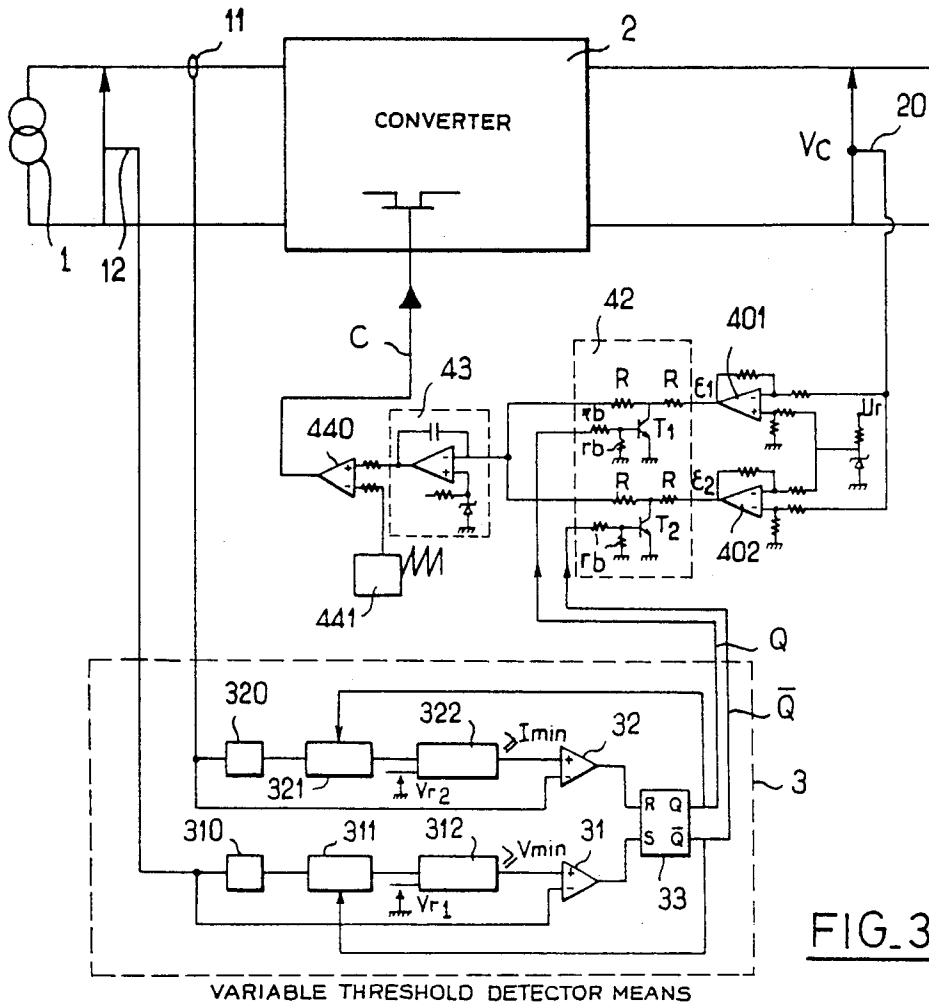 11
2
CONVERTER
20
VC
1
12
C
42
401
43
R
R
ε1
Ur
rb
T1
440
rb
R
R
ε2
T2
402
rb
441
Q
Q̅
320
322
≥Imin
32
321
Vr2
R Q
3
310
311
312
≥Vmin
31
S Q̅
Vr1
33
FIG_3
VARIABLE THRESHOLD DETECTOR MEANS